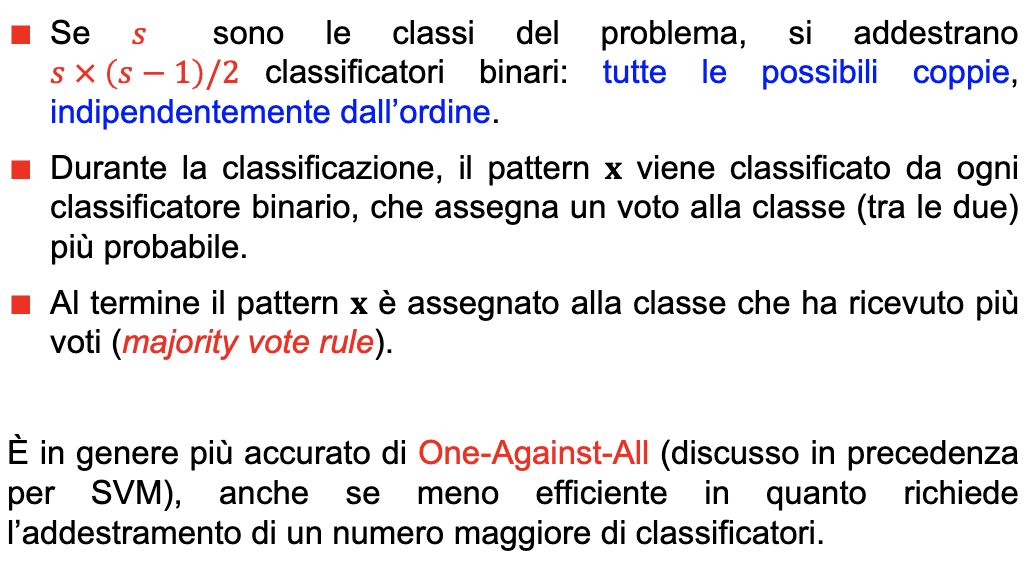 Se s sono le classi del problema, si addestrano
s × (s − 1)/2 classificatori binari: tutte le possibili coppie,
indipendentemente dall’ordine.
Durante la classificazione, il pattern x viene classificato da ogni
classificatore binario, che assegna un voto alla classe (tra le due)
più probabile.
Al termine il pattern x è assegnato alla classe che ha ricevuto più
voti (majority vote rule).
È in genere più accurato di One-Against-All (discusso in precedenza
per SVM), anche se meno efficiente in quanto richiede
l’addestramento di un numero maggiore di classificatori.